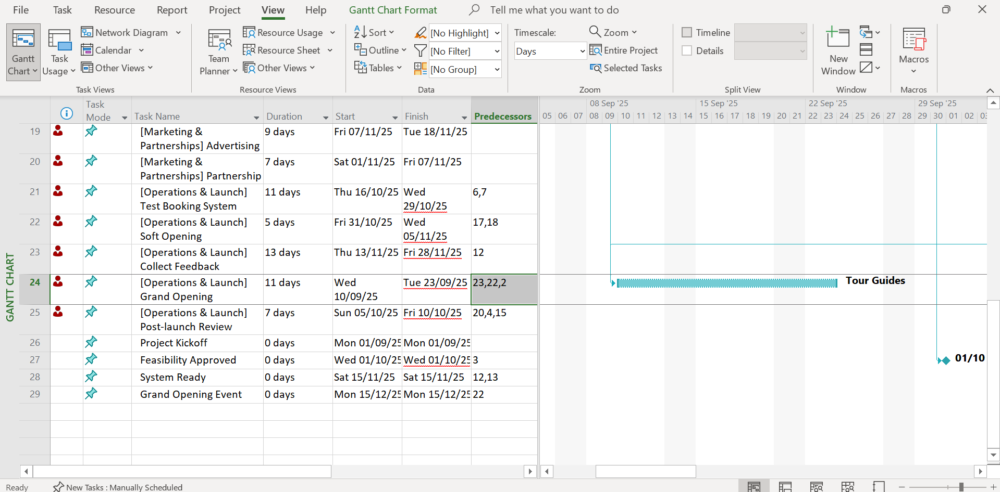 File Task Resource Report Project View Help Gantt Chart Format Tell me what you want to do
Gantt Chart
Task Usage
Network Diagram
Calendar
Other Views
Task Views
Team Planner
Resource Usage
Resource Sheet
Other Views
Resource Views
Sort
Outline
Tables
[No Highlight]
[No Filter]
[No Group]
Data
Timescale:
Days
Zoom
Entire Project
Selected Tasks
Zoom
Timeline
Details
Split View
New Window
Window
Macros
Macros
GANTT CHART
Task Mode Task Name Duration Start Finish Predecessors
08 Sep '25 15 Sep '25 22 Sep '25 29 Sep '25
05 06 07 08 09 10 11 12 13 14 15 16 17 18 19 20 21 22 23 24 25 26 27 28 29 30 01 02
19 [Marketing & Partnerships] Advertising 9 days Fri 07/11/25 Tue 18/11/25
20 [Marketing & Partnerships] Partnership 7 days Sat 01/11/25 Fri 07/11/25
21 [Operations & Launch] Test Booking System 11 days Thu 16/10/25 Wed 29/10/25 6,7
22 [Operations & Launch] Soft Opening 5 days Fri 31/10/25 Wed 05/11/25 17,18
23 [Operations & Launch] Collect Feedback 13 days Thu 13/11/25 Fri 28/11/25 12
24 [Operations & Launch] Grand Opening 11 days Wed 10/09/25 Tue 23/09/25 23,22,2 Tour Guides
25 [Operations & Launch] Post-launch Review 7 days Sun 05/10/25 Fri 10/10/25 20,4,15
26 Project Kickoff 0 days Mon 01/09/25 Mon 01/09/25
27 Feasibility Approved 0 days Wed 01/10/25 Wed 01/10/25 3 01/10
28 System Ready 0 days Sat 15/11/25 Sat 15/11/25 12,13
29 Grand Opening Event 0 days Mon 15/12/25 Mon 15/12/25 22
Ready New Tasks : Manually Scheduled